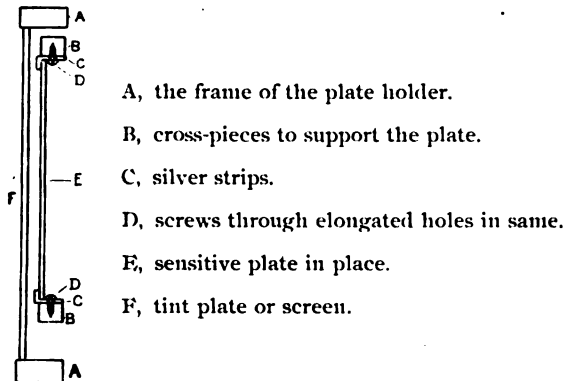 A
B
C
D
A, the frame of the plate holder.
B, cross-pieces to support the plate.
C, silver strips.
E
F
D, screws through elongated holes in same.
E, sensitive plate in place.
F, tint plate or screen.
D
C
B
A